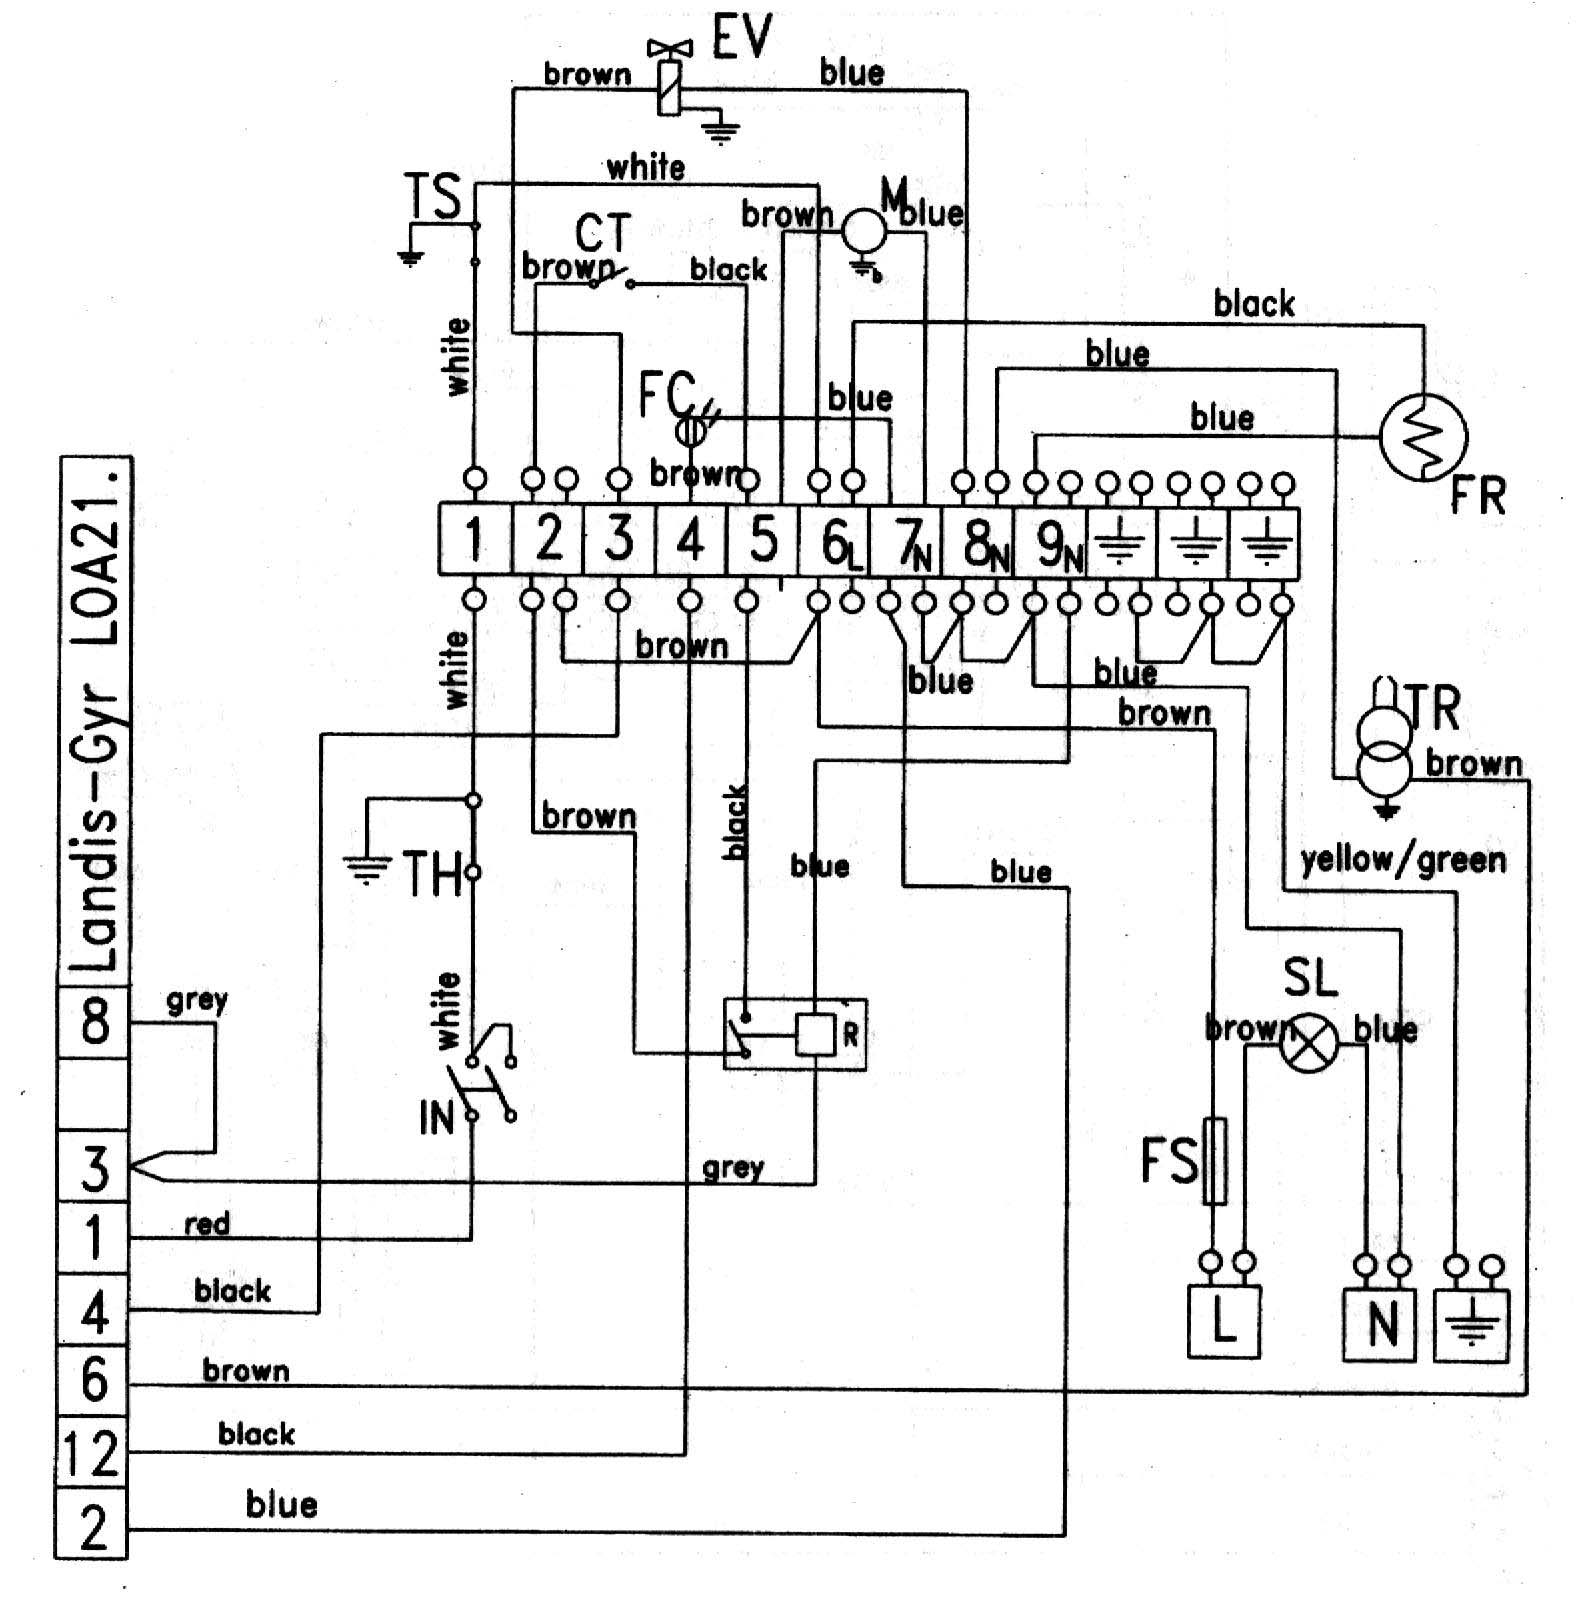 EV
brown
blue
white
TS
M
brown
blue
CT
brown
black
black
white
blue
FC
blue
blue
brown
FR
1
2
3
4
5
6L
7N
8N
9N
Landis-Gyr LOA21.
white
brown
blue
blue
brown
TR
brown
brown
black
blue
blue
yellow/green
TH
white
grey
8
SL
brown
blue
R
IN
FS
3
grey
1
red
4
black
L
N
6
brown
12
black
2
blue